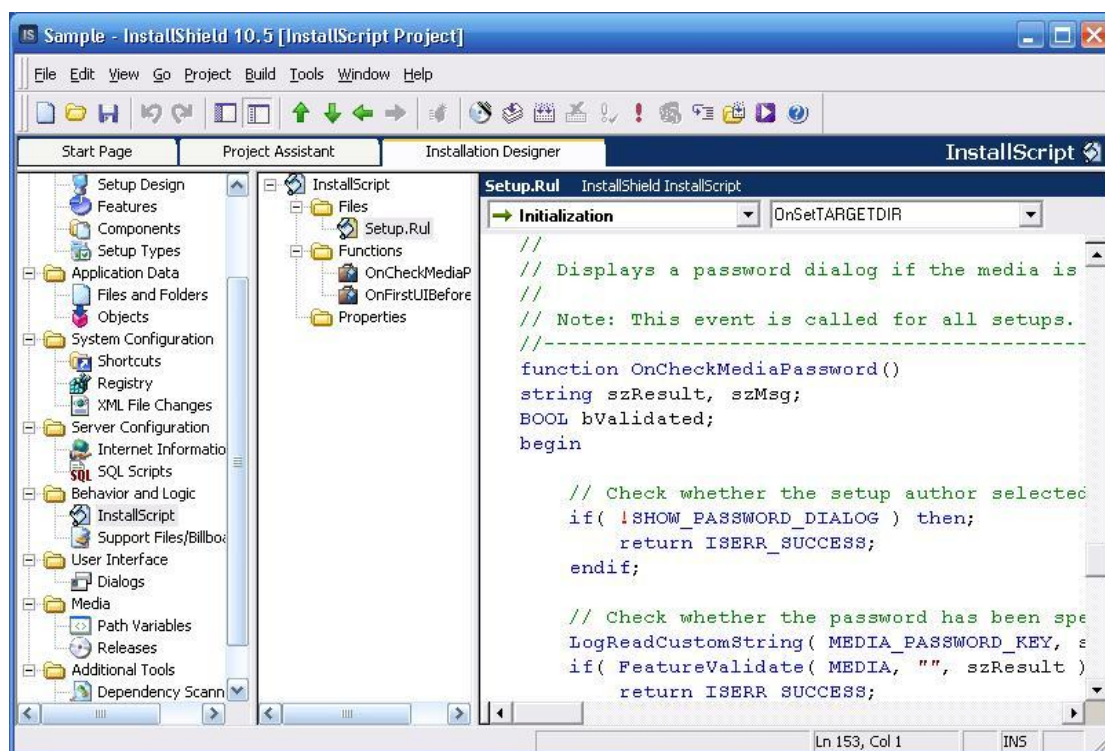 Sample - InstallShield 10.5 [InstallScript Project]
File Edit View Go Project Build Tools Window Help
Start Page Project Assistant Installation Designer InstallScript
Setup Design
Features
Components
Setup Types
Application Data
Files and Folders
Objects
System Configuration
Shortcuts
Registry
XML File Changes
Server Configuration
Internet Informatio
SQL SQL Scripts
Behavior and Logic
InstallScript
Support Files/Billboa
User Interface
Dialogs
Media
Path Variables
Releases
Additional Tools
Dependency Scann
InstallScript
Files
Setup.Rul
Functions
OnCheckMediaP
OnFirstUIBefore
Properties
Setup.Rul InstallShield InstallScript
Initialization OnSetTARGETDIR
//
// Displays a password dialog if the media is
//
// Note: This event is called for all setups.
//---------------------------------------------
function OnCheckMediaPassword()
string szResult, szMsg;
BOOL bValidated;
begin
// Check whether the setup author selected
if( !SHOW_PASSWORD_DIALOG ) then;
return ISERR_SUCCESS;
endif;
// Check whether the password has been spe
LogReadCustomString( MEDIA_PASSWORD_KEY, s
if( FeatureValidate( MEDIA, "", szResult )
return ISERR_SUCCESS;
Ln 153, Col 1 INS